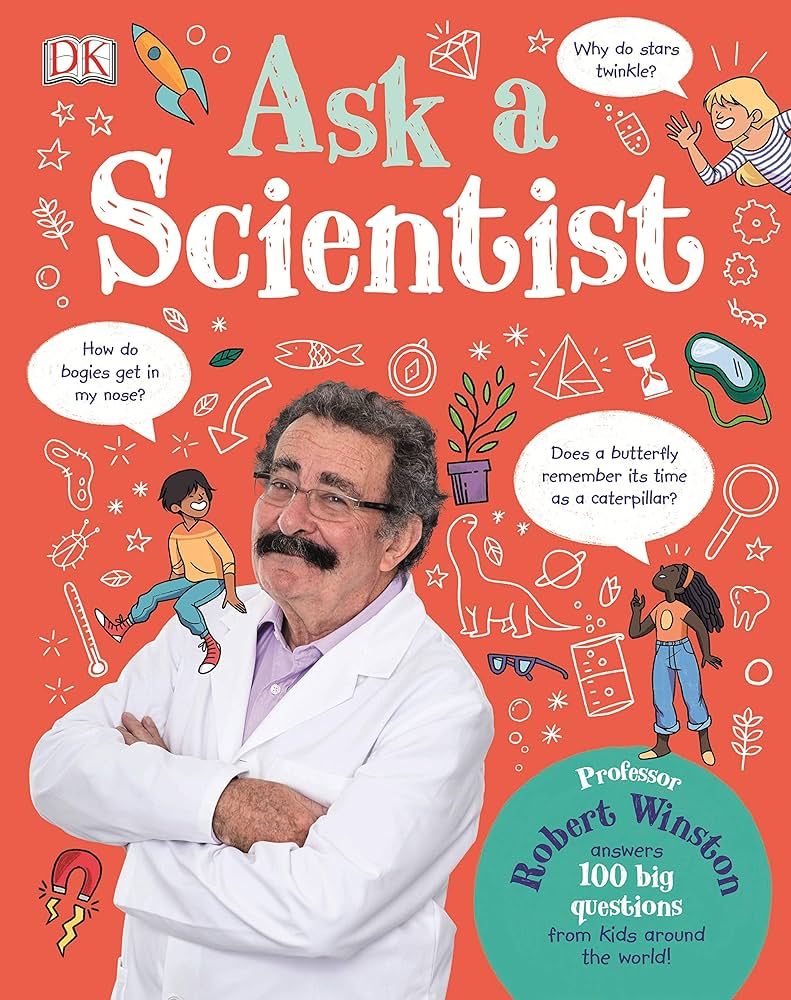 DK
Ask a
Scientist
Why do stars
twinkle?
How do
bogies get in
my nose?
Does a butterfly
remember its time
as a caterpillar?
Professor
Robert Winston
answers
100 big
questions
from kids around
the world!